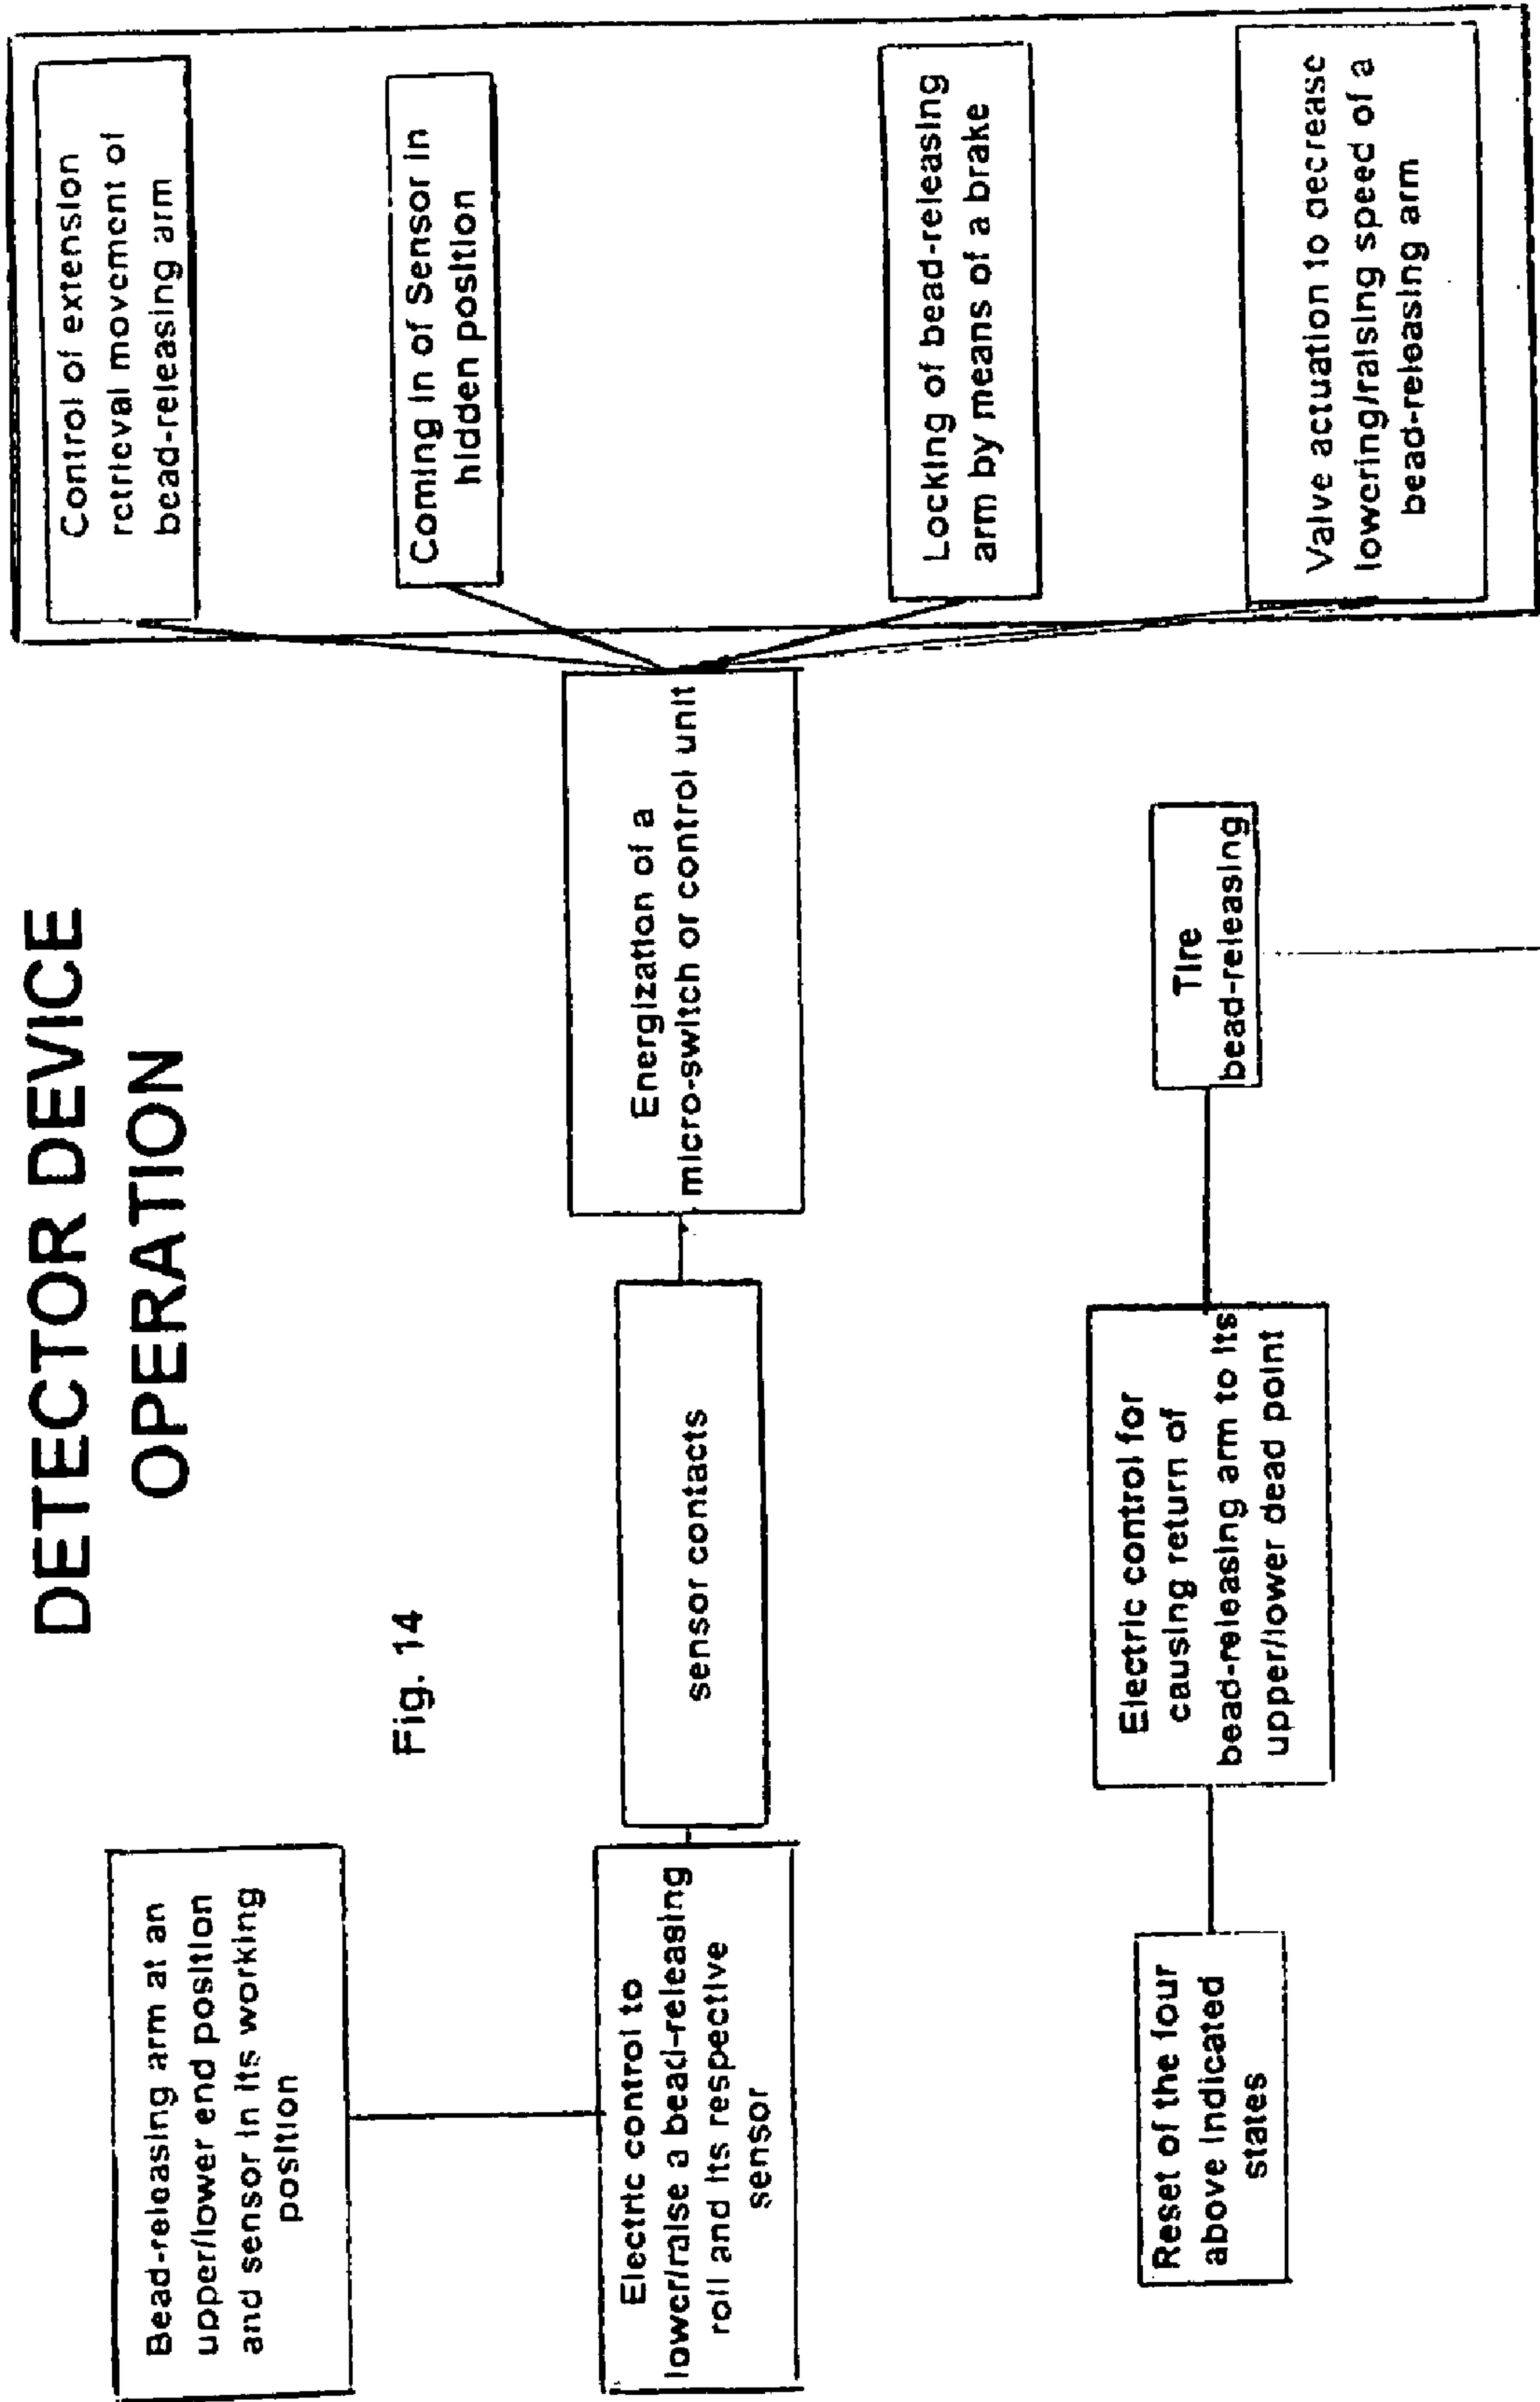 DETECTOR DEVICE
OPERATION
Fig. 14
Bead-releasing arm at an
upper/lower end position
and sensor in its working
position
Electric control to
lower/raise a bead-releasing
roll and its respective
sensor
sensor contacts
Energization of a
micro-switch or control unit
Control of extension
retrieval movement of
bead-releasing arm
Coming in of Sensor in
hidden position
Locking of bead-releasing
arm by means of a brake
Valve actuation to decrease
lowering/raising speed of a
bead-releasing arm
Reset of the four
above indicated
states
Electric control for
causing return of
bead-releasing arm to its
upper/lower dead point
Tire
bead-releasing